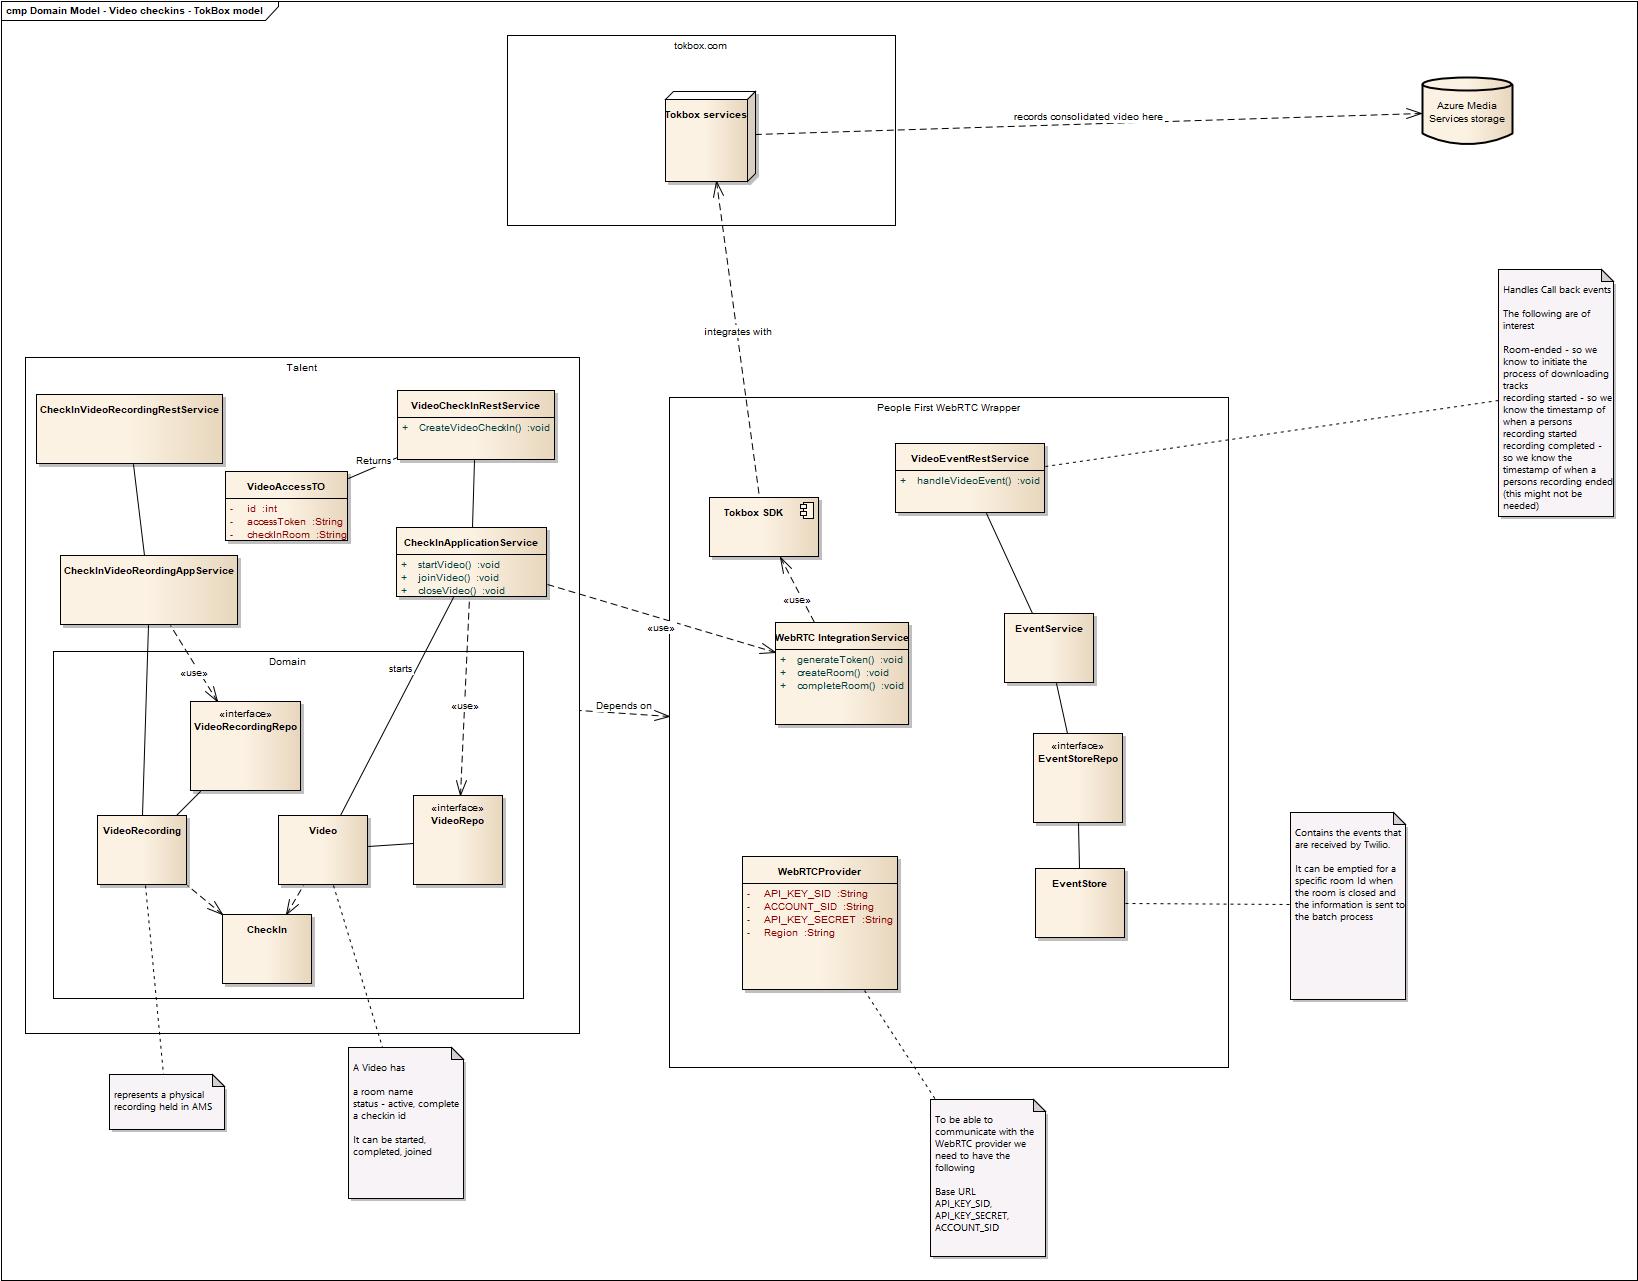 cmp Domain Model - Video checkins - TokBox model
tokbox.com
Tokbox services
records consolidated video here
Azure Media
Services storage
integrates with
Handles Call back events
The following are of
interest
Room-ended - so we
know to initiate the
process of downloading
tracks
recording started - so we
know the timestamp of
when a persons
recording started
recording completed -
so we know the
timestamp of when a
persons recording ended
(this might not be
needed)
Talent
CheckInVideoRecordingRestService
VideoCheckInRestService
+ CreateVideoCheckIn() :void
Returns
VideoAccessTO
- id :int
- accessToken :String
- checkInRoom :String
CheckInApplicationService
+ startVideo() :void
+ joinVideo() :void
+ closeVideo() :void
CheckInVideoReordingAppService
«use»
Domain
starts
«use»
«interface»
VideoRecordingRepo
VideoRecording
Video
«interface»
VideoRepo
CheckIn
«use»
Depends on
People First WebRTC Wrapper
VideoEventRestService
+ handleVideoEvent() :void
Tokbox SDK
«use»
WebRTC IntegrationService
+ generateToken() :void
+ createRoom() :void
+ completeRoom() :void
EventService
«interface»
EventStoreRepo
EventStore
WebRTCProvider
- API_KEY_SID :String
- ACCOUNT_SID :String
- API_KEY_SECRET :String
- Region :String
Contains the events that
are received by Twilio.
It can be emptied for a
specific room Id when
the room is closed and
the information is sent to
the batch process
represents a physical
recording held in AMS
A Video has
a room name
status - active, complete
a checkin id
It can be started,
completed, joined
To be able to
communicate with the
WebRTC provider we
need to have the
following
Base URL
API_KEY_SID,
API_KEY_SECRET,
ACCOUNT_SID